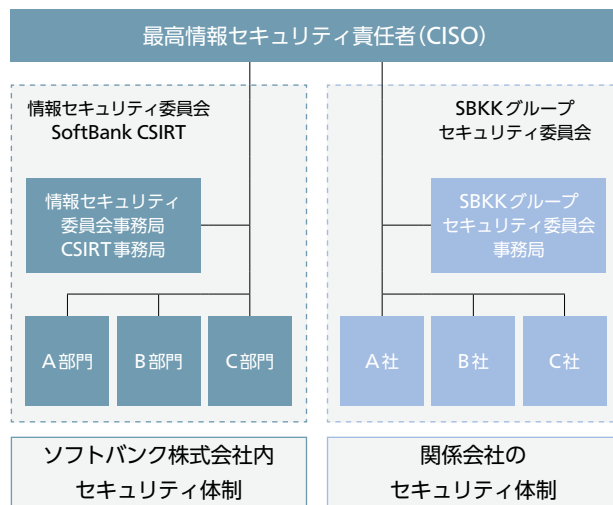 最高情報セキュリティ責任者(CISO)
情報セキュリティ委員会
SoftBank CSIRT
情報セキュリティ
委員会事務局
CSIRT事務局
A部門
B部門
C部門
ソフトバンク株式会社内
セキュリティ体制
SBKKグループ
セキュリティ委員会
SBKKグループ
セキュリティ委員会
事務局
A社
B社
C社
関係会社の
セキュリティ体制